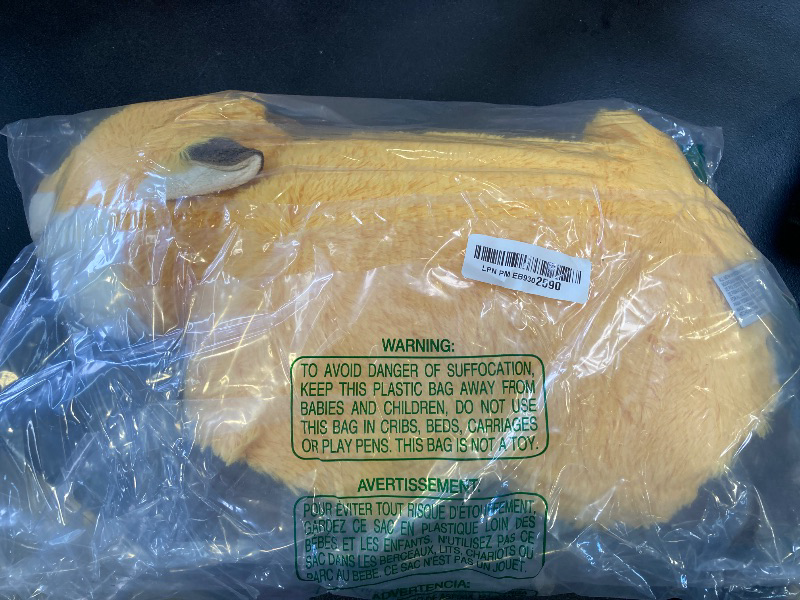 LPN PM EB9302590
WARNING:
TO AVOID DANGER OF SUFFOCATION,
KEEP THIS PLASTIC BAG AWAY FROM
BABIES AND CHILDREN, DO NOT USE
THIS BAG IN CRIBS, BEDS, CARRIAGES
OR PLAY PENS. THIS BAG IS NOT A TOY.
AVERTISSEMENT
POUR ÉVITER TOUT RISQUE D'ÉTOUFFEMENT,
GARDEZ CE SAC EN PLASTIQUE LOIN DES
BÉBÉS ET LES ENFANTS. N'UTILISEZ PAS CE
SAC DANS LES BERCEAUX, LITS, CHARIOTS OU
PARC AU BÉBÉ. CE SAC N'EST PAS UN JOUET.
ADVERTENCIA: